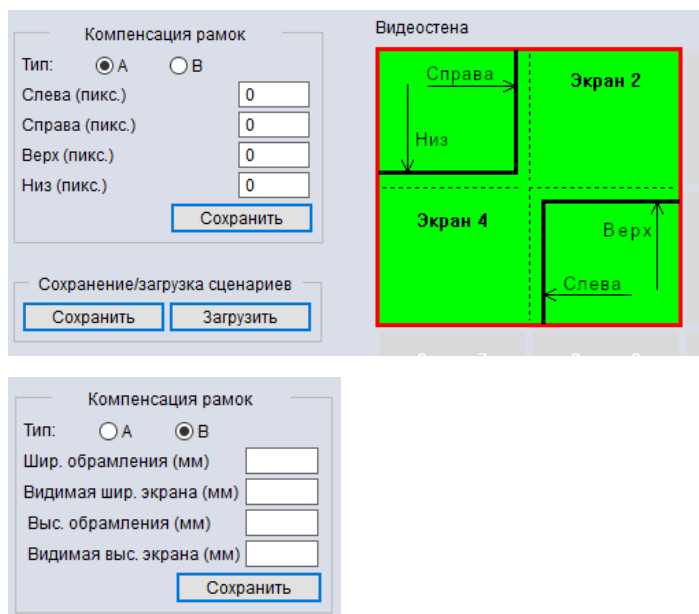 Компенсация рамок
Тип: A B
Слева (пикс.) 0
Справа (пикс.) 0
Верх (пикс.) 0
Низ (пикс.) 0
Сохранить
Сохранение/загрузка сценариев
Сохранить Загрузить
Видеостена
Справа
Экран 2
Низ
Экран 4
Верх
Слева
Компенсация рамок
Тип: A B
Шир. обрамления (мм)
Видимая шир. экрана (мм)
Выс. обрамления (мм)
Видимая выс. экрана (мм)
Сохранить